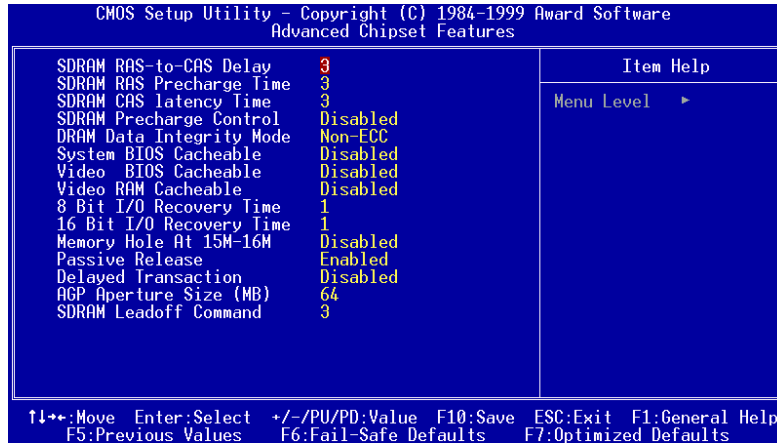 CMOS Setup Utility – Copyright (C) 1984-1999 Award Software
Advanced Chipset Features
SDRAM RAS-to-CAS Delay 3
SDRAM RAS Precharge Time 3
SDRAM CAS latency Time 3
SDRAM Precharge Control Disabled
DRAM Data Integrity Mode Non-ECC
System BIOS Cacheable Disabled
Video BIOS Cacheable Disabled
Video RAM Cacheable Disabled
8 Bit I/O Recovery Time 1
16 Bit I/O Recovery Time 1
Memory Hole At 15M-16M Disabled
Passive Release Enabled
Delayed Transaction Disabled
AGP Aperture Size (MB) 64
SDRAM Leadoff Command 3
Item Help
Menu Level ►
↑↓→←:Move Enter:Select +/-/PU/PD:Value F10:Save ESC:Exit F1:General Help
F5:Previous Values F6:Fail-Safe Defaults F7:Optimized Defaults